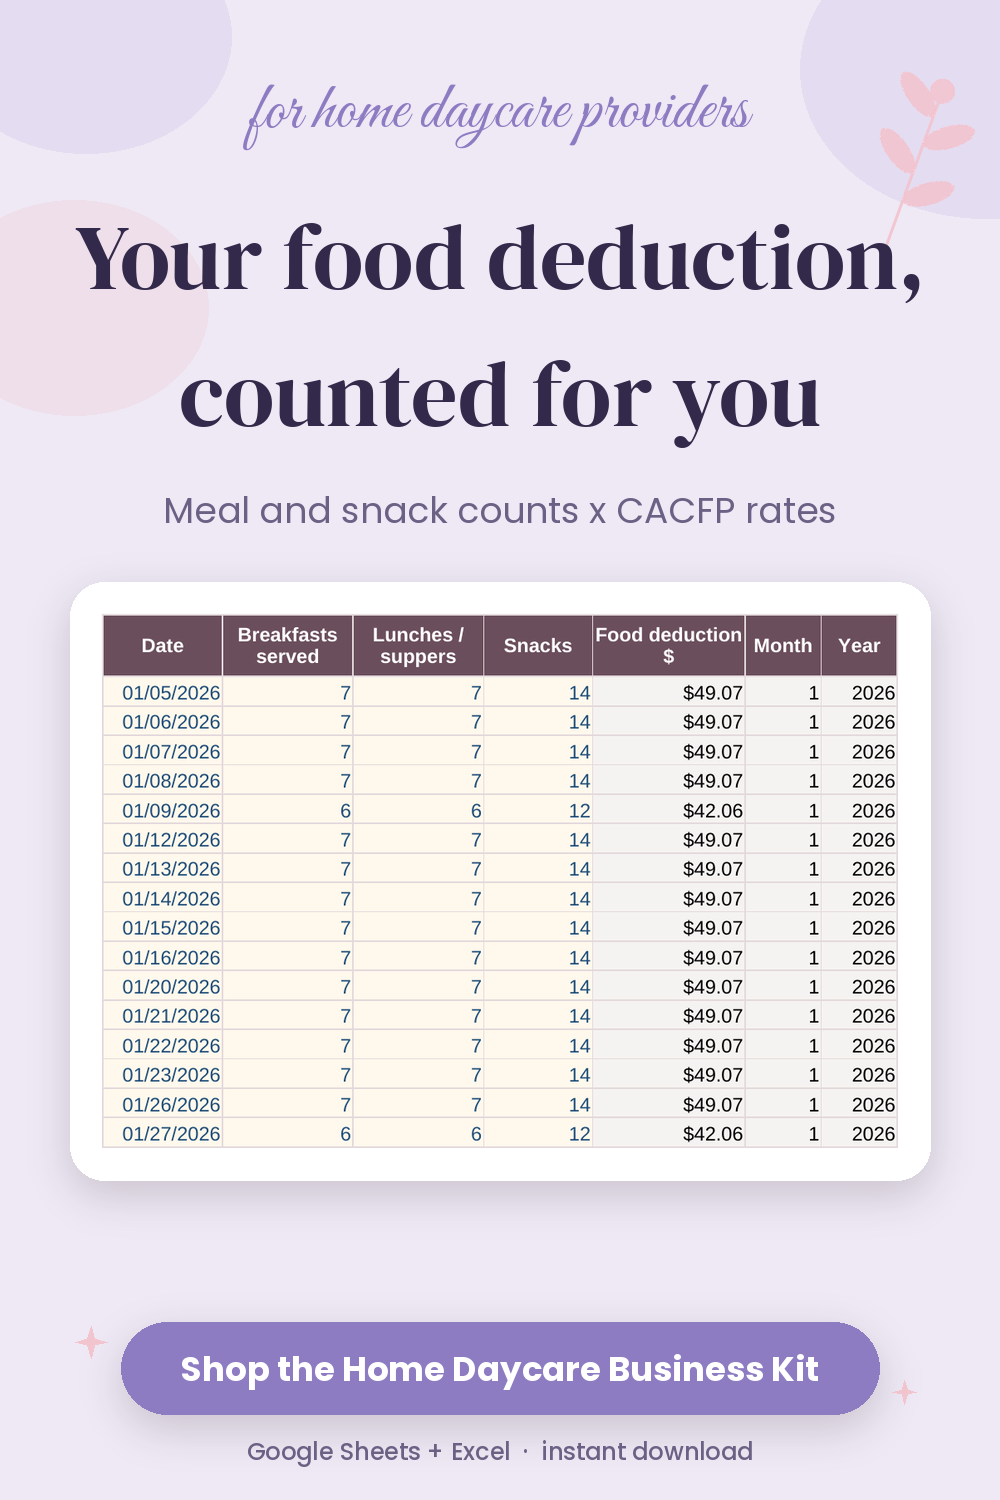 for home daycare providers
Your food deduction,
counted for you
Meal and snack counts x CACFP rates
Date Breakfasts served Lunches / suppers Snacks Food deduction $ Month Year
01/05/2026 7 7 14 $49.07 1 2026
01/06/2026 7 7 14 $49.07 1 2026
01/07/2026 7 7 14 $49.07 1 2026
01/08/2026 7 7 14 $49.07 1 2026
01/09/2026 6 6 12 $42.06 1 2026
01/12/2026 7 7 14 $49.07 1 2026
01/13/2026 7 7 14 $49.07 1 2026
01/14/2026 7 7 14 $49.07 1 2026
01/15/2026 7 7 14 $49.07 1 2026
01/16/2026 7 7 14 $49.07 1 2026
01/20/2026 7 7 14 $49.07 1 2026
01/21/2026 7 7 14 $49.07 1 2026
01/22/2026 7 7 14 $49.07 1 2026
01/23/2026 7 7 14 $49.07 1 2026
01/26/2026 7 7 14 $49.07 1 2026
01/27/2026 6 6 12 $42.06 1 2026
Shop the Home Daycare Business Kit
Google Sheets + Excel · instant download